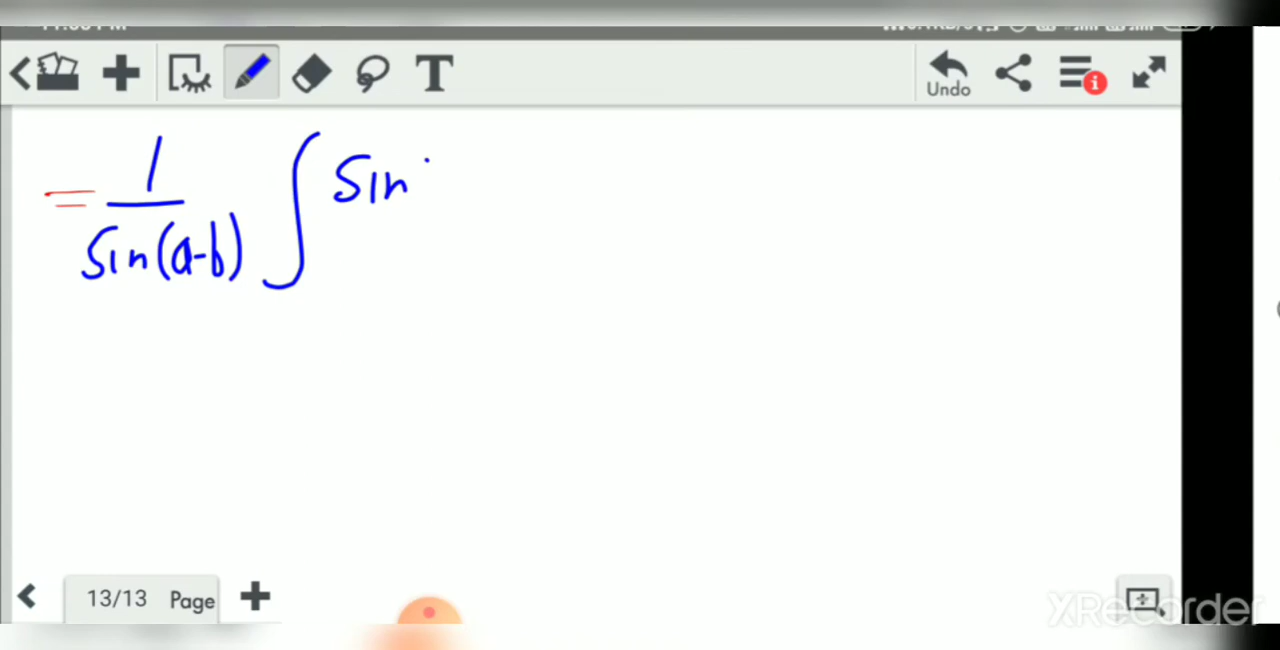 T
Undo
= 1/sin(a-b) ∫ sin
13/13 Page
XRecorder